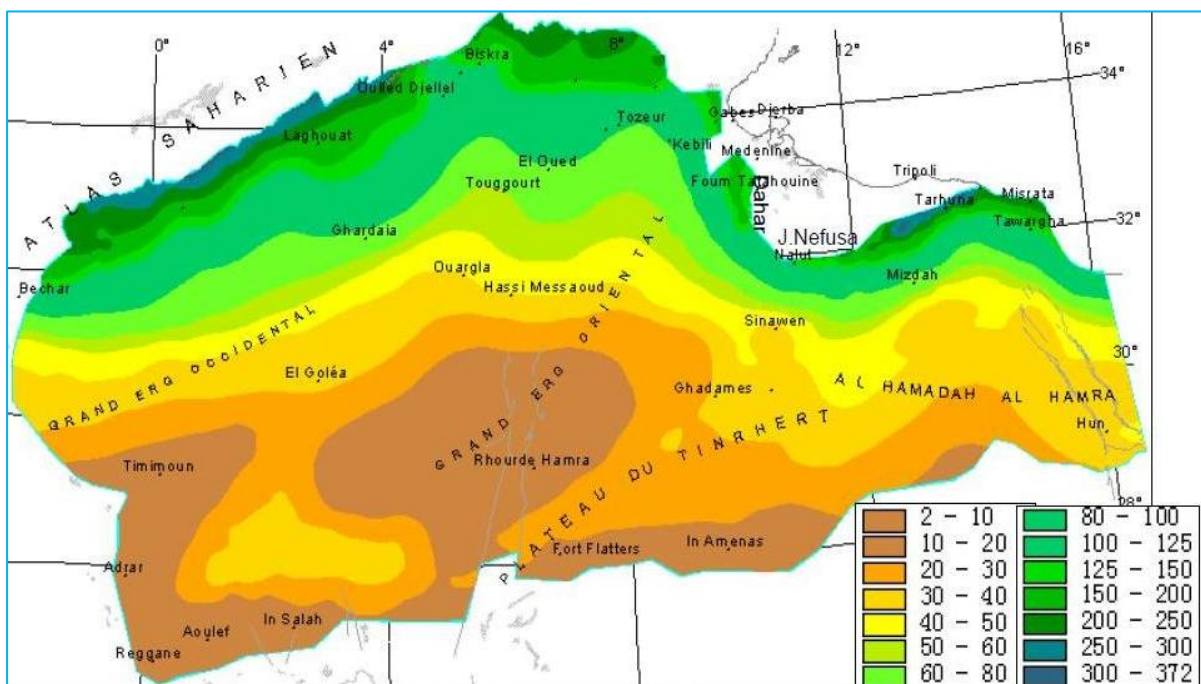 0°
4°
8°
12°
16°
34°
ATLAS SAHARIEN
Biskra
Oulled Djellel
Laghouat
Tozeur
Gabes
Djerba
Kebili
Medenine
El Oued
Touggourt
Foum Tatahouine
Dahar
Tripoli
Tarhuna
Misrata
Tawargha
32°
Ghardaia
J.Nefusa
Nalut
Mizdah
Bechar
Ouargla
Hassi Messaoud
GRAND ERG ORIENTAL
Sinawen
30°
GRAND ERG OCCIDENTAL
El Goléa
Ghadames
AL HAMADAH AL HAMRA
Hun
Timimoun
Rhourde Hamra
PLATEAU DU TINRHERT
28°
Fort Flatters
In Amenas
Adrar
In Salah
Aoulef
Reggane
2 - 10
10 - 20
20 - 30
30 - 40
40 - 50
50 - 60
60 - 80
80 - 100
100 - 125
125 - 150
150 - 200
200 - 250
250 - 300
300 - 372